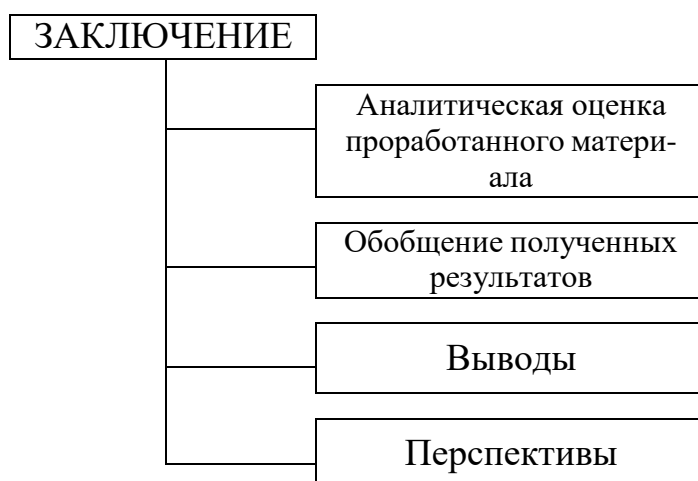 ЗАКЛЮЧЕНИЕ
Аналитическая оценка
проработанного матери-
ала
Обобщение полученных
результатов
Выводы
Перспективы